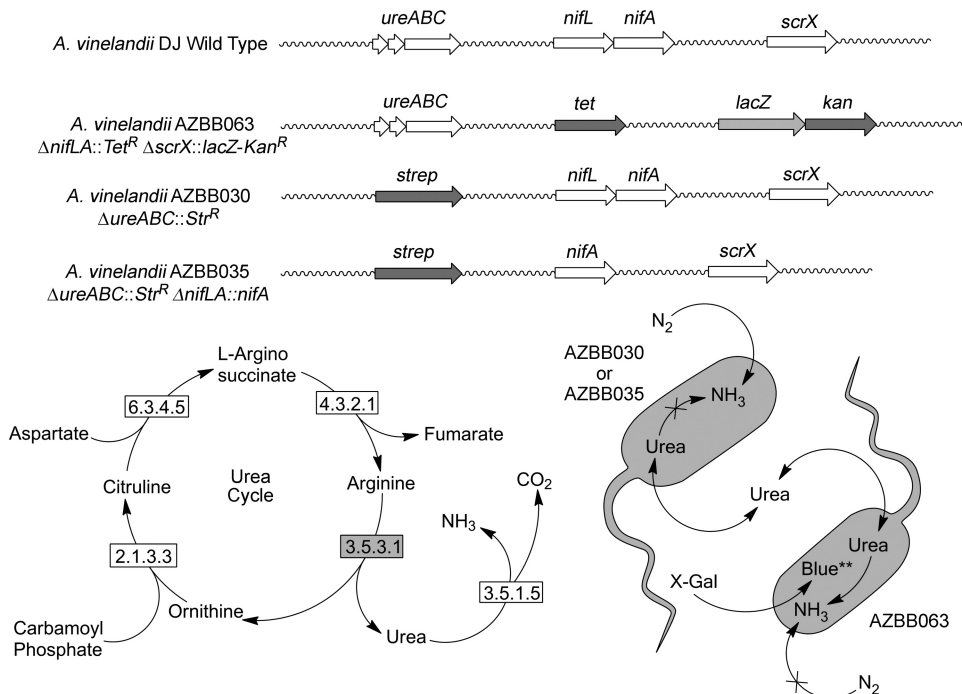 ureABC nifL nifA scrX
A. vinelandii DJ Wild Type
ureABC tet lacZ kan
A. vinelandii AZBB063
ΔnifLA::Tet^R ΔscrX::lacZ-Kan^R
strep nifL nifA scrX
A. vinelandii AZBB030
ΔureABC::Str^R
strep nifA scrX
A. vinelandii AZBB035
ΔureABC::Str^R ΔnifLA::nifA
L-Argino
succinate
6.3.4.5
4.3.2.1
Aspartate
Fumarate
Citruline
Urea
Cycle
Arginine
CO₂
NH₃
2.1.3.3
3.5.3.1
3.5.1.5
Ornithine
Carbamoyl
Phosphate
Urea
N₂
AZBB030
or
AZBB035
NH₃
Urea
Urea
Urea
X-Gal
Blue**
NH₃
AZBB063
N₂